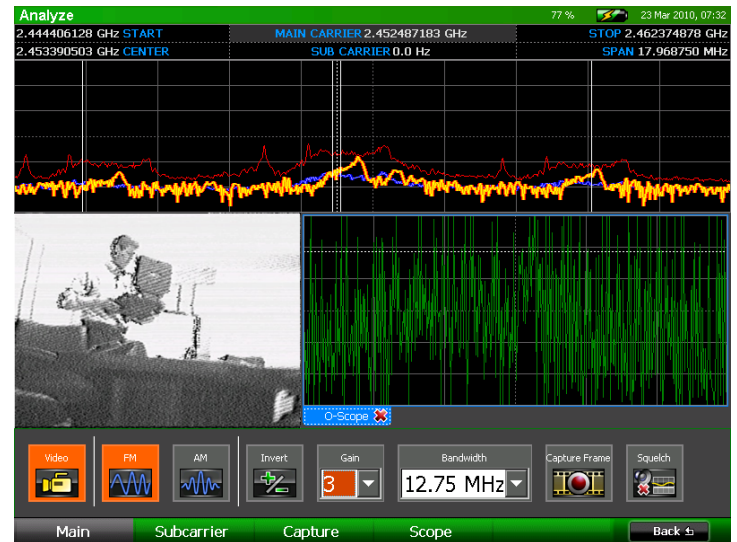 Analyze 77 % 23 Mar 2010, 07:32
2.444406128 GHz START MAIN CARRIER 2.452487183 GHz STOP 2.462374878 GHz
2.453390503 GHz CENTER SUB CARRIER 0.0 Hz SPAN 17.968750 MHz
O-Scope
Video FM AM Invert Gain Bandwidth Capture Frame Squelch
3 12.75 MHz
Main Subcarrier Capture Scope Back